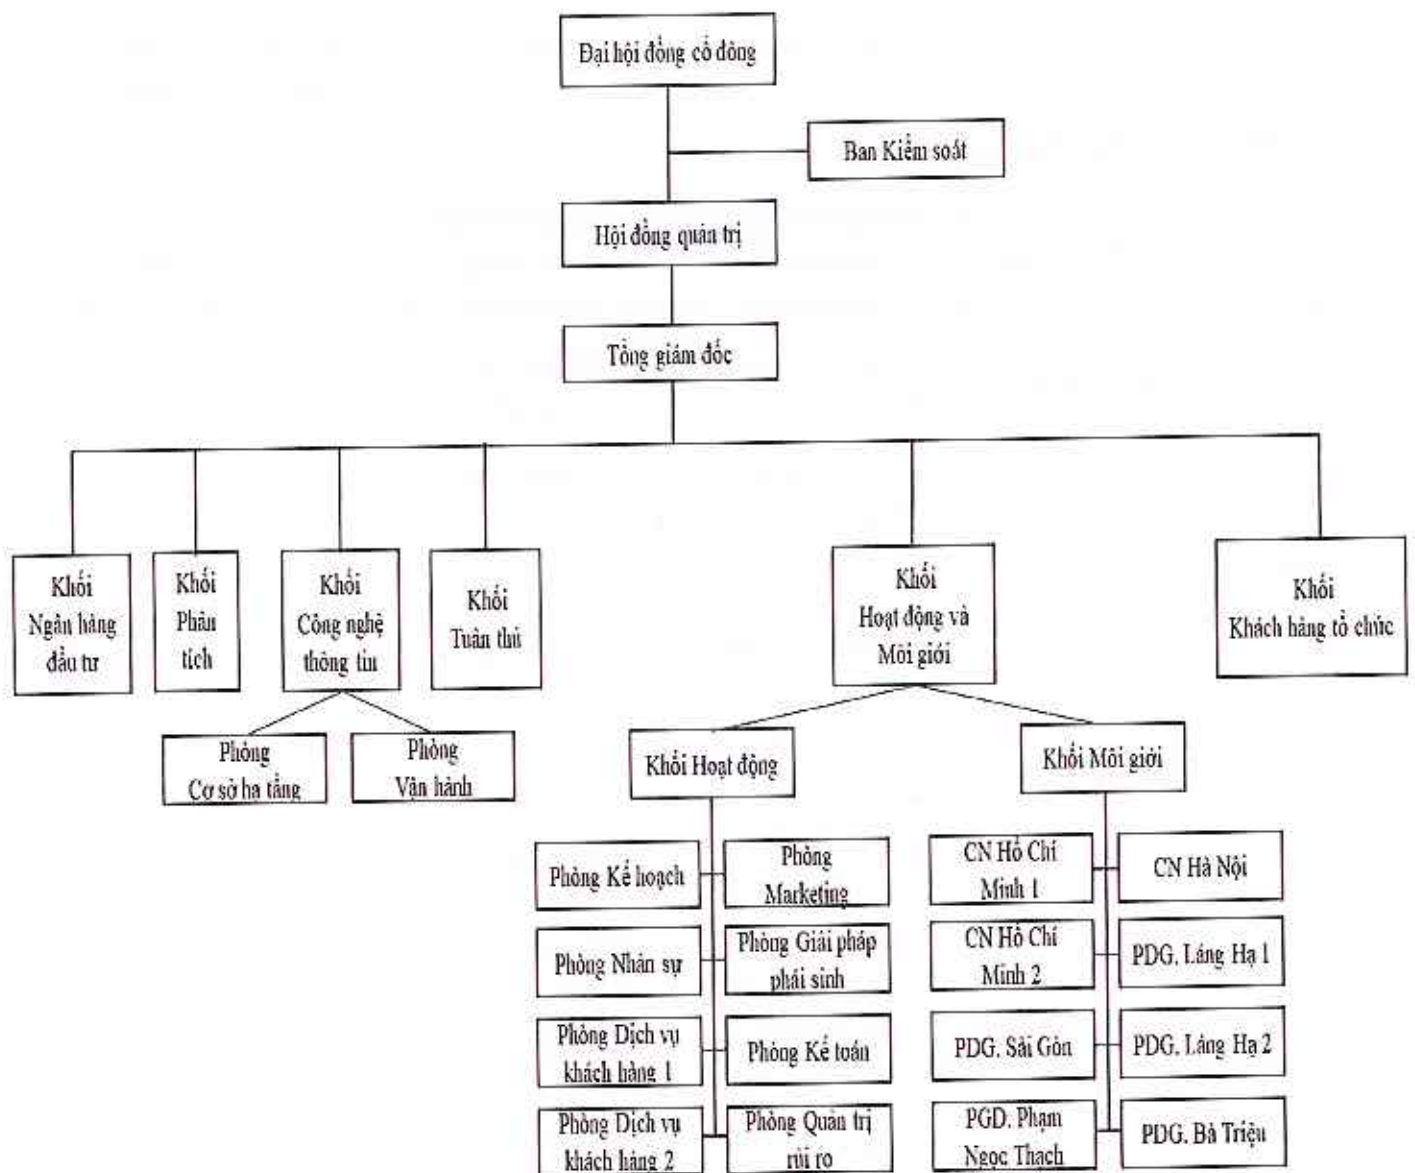 Đại hội đồng cổ đông
Ban Kiểm soát
Hội đồng quản trị
Tổng giám đốc
Khối
Ngân hàng
đầu tư
Khối
Phân
tích
Khối
Công nghệ
thông tin
Khối
Tuân thủ
Khối
Hoạt động và
Môi giới
Khối
Khách hàng tổ chức
Phòng
Cơ sở hạ tầng
Phòng
Vận hành
Khối Hoạt động
Khối Môi giới
Phòng Kế hoạch
Phòng
Marketing
Phòng Nhân sự
Phòng Giải pháp
phái sinh
Phòng Dịch vụ
khách hàng 1
Phòng Kế toán
Phòng Dịch vụ
khách hàng 2
Phòng Quản trị
rủi ro
CN Hồ Chí
Minh 1
CN Hà Nội
CN Hồ Chí
Minh 2
PDG. Láng Hạ 1
PDG. Sài Gòn
PDG. Láng Hạ 2
PGD. Phạm
Ngọc Thạch
PDG. Bà Triệu